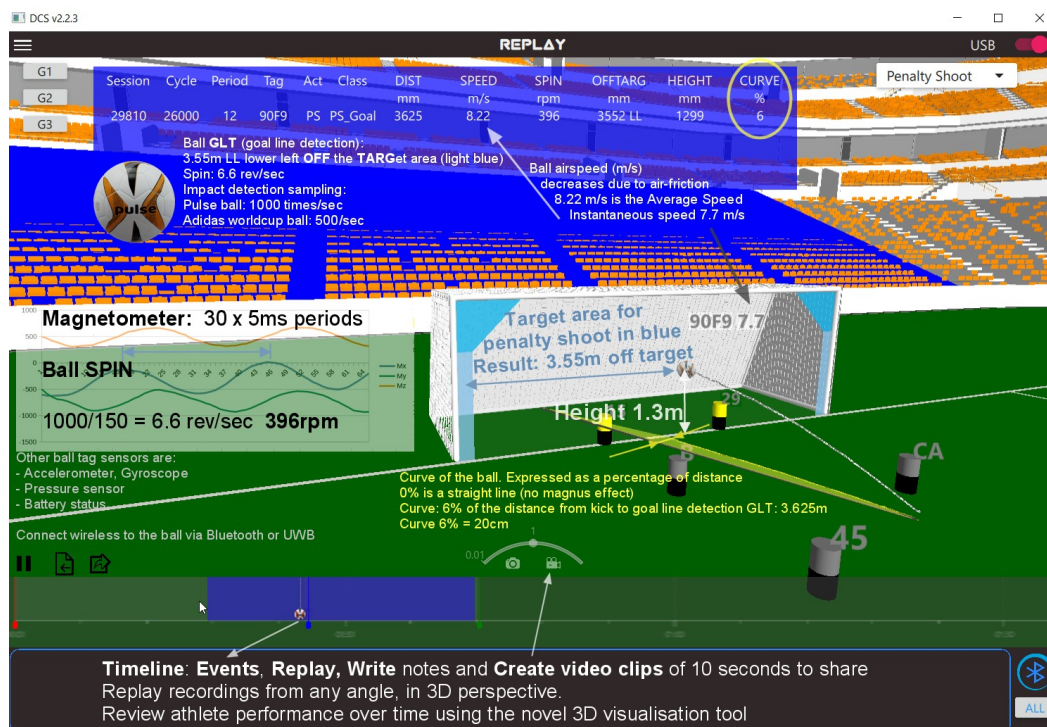 DCS v2.2.3
REPLAY
USB
G1
G2
G3
Penalty Shoot
Session Cycle Period Tag Act Class DIST SPEED SPIN OFFTARG HEIGHT CURVE
mm m/s rpm mm mm %
29810 26000 12 90F9 PS PS_Goal 3625 8.22 396 3552 LL 1299 6
Ball GLT (goal line detection):
3.55m LL lower left OFF the TARGet area (light blue)
Spin: 6.6 rev/sec
Impact detection sampling:
Pulse ball: 1000 times/sec
Adidas worldcup ball: 500/sec
pulse
Ball airspeed (m/s)
decreases due to air-friction
8.22 m/s is the Average Speed
Instantaneous speed 7.7 m/s
Magnetometer: 30 x 5ms periods
1000
500
0
-500
-1000
-1500
Ball SPIN
Mx
My
Mz
1000/150 = 6.6 rev/sec 396rpm
Target area for
penalty shoot in blue
Result: 3.55m off target
90F9 7.7
Height 1.3m
29
CA
45
Other ball tag sensors are:
- Accelerometer, Gyroscope
- Pressure sensor
- Battery status
Connect wireless to the ball via Bluetooth or UWB
Curve of the ball. Expressed as a percentage of distance
0% is a straight line (no magnus effect)
Curve: 6% of the distance from kick to goal line detection GLT: 3.625m
Curve 6% = 20cm
1
0.01
Timeline: Events, Replay, Write notes and Create video clips of 10 seconds to share
Replay recordings from any angle, in 3D perspective.
Review athlete performance over time using the novel 3D visualisation tool
ALL